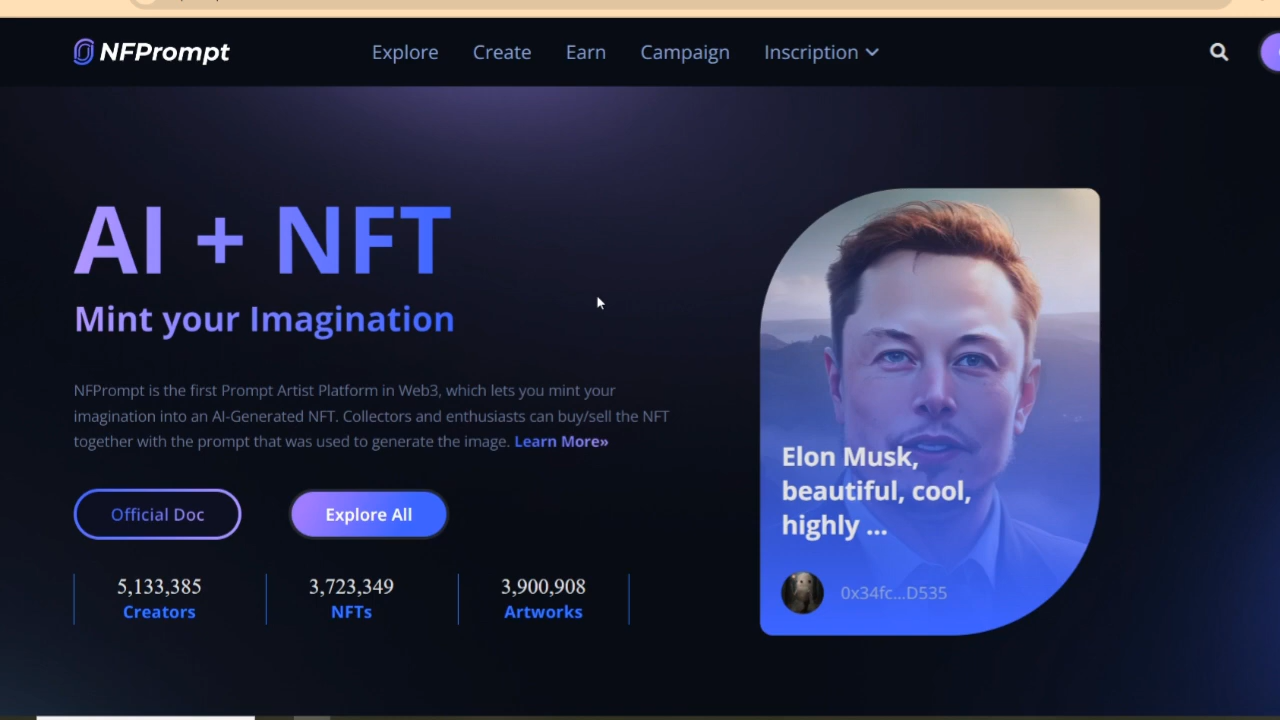 NFPrompt
Explore Create Earn Campaign Inscription
AI + NFT
Mint your Imagination
NFPrompt is the first Prompt Artist Platform in Web3, which lets you mint your
imagination into an AI-Generated NFT. Collectors and enthusiasts can buy/sell the NFT
together with the prompt that was used to generate the image. Learn More»
Official Doc
Explore All
5,133,385
Creators
3,723,349
NFTs
3,900,908
Artworks
Elon Musk,
beautiful, cool,
highly ...
0x34fc...D535